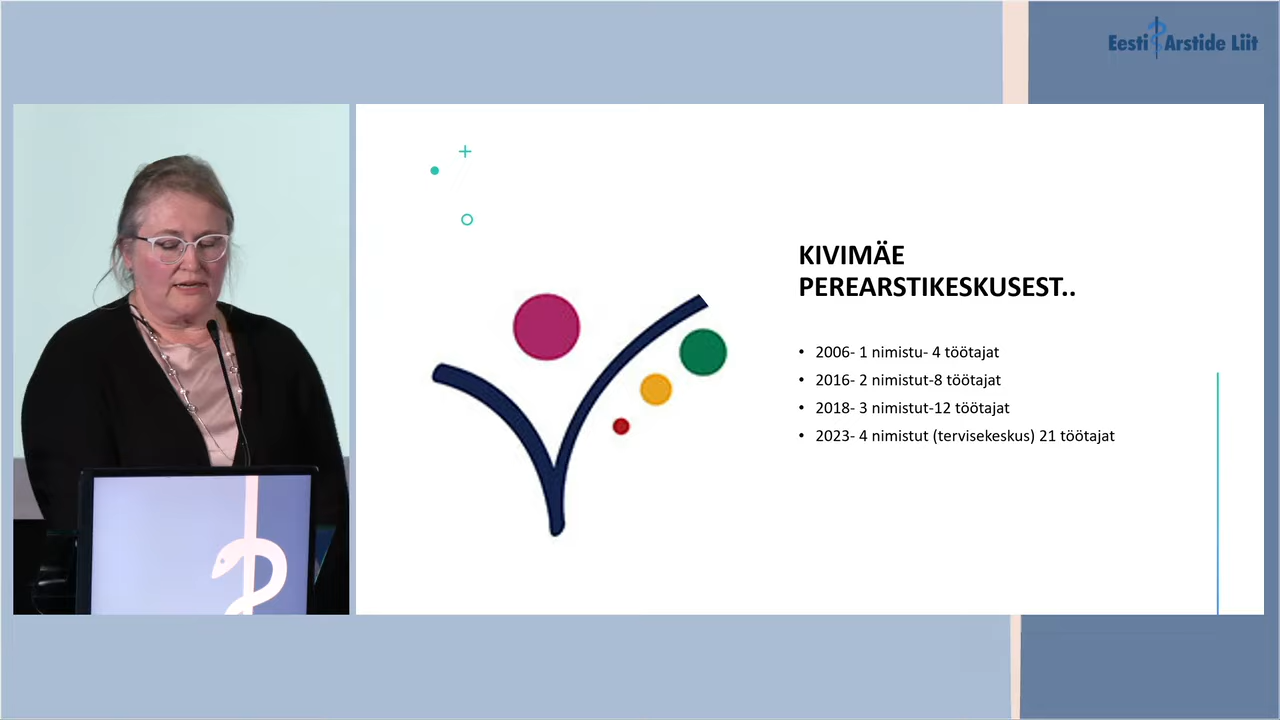 Eesti Arstide Liit
KIVIMÄE
PEREARSTIKESKUSEST..
• 2006- 1 nimistu- 4 töötajat
• 2016- 2 nimistut-8 töötajat
• 2018- 3 nimistut-12 töötajat
• 2023- 4 nimistut (tervisekeskus) 21 töötajat